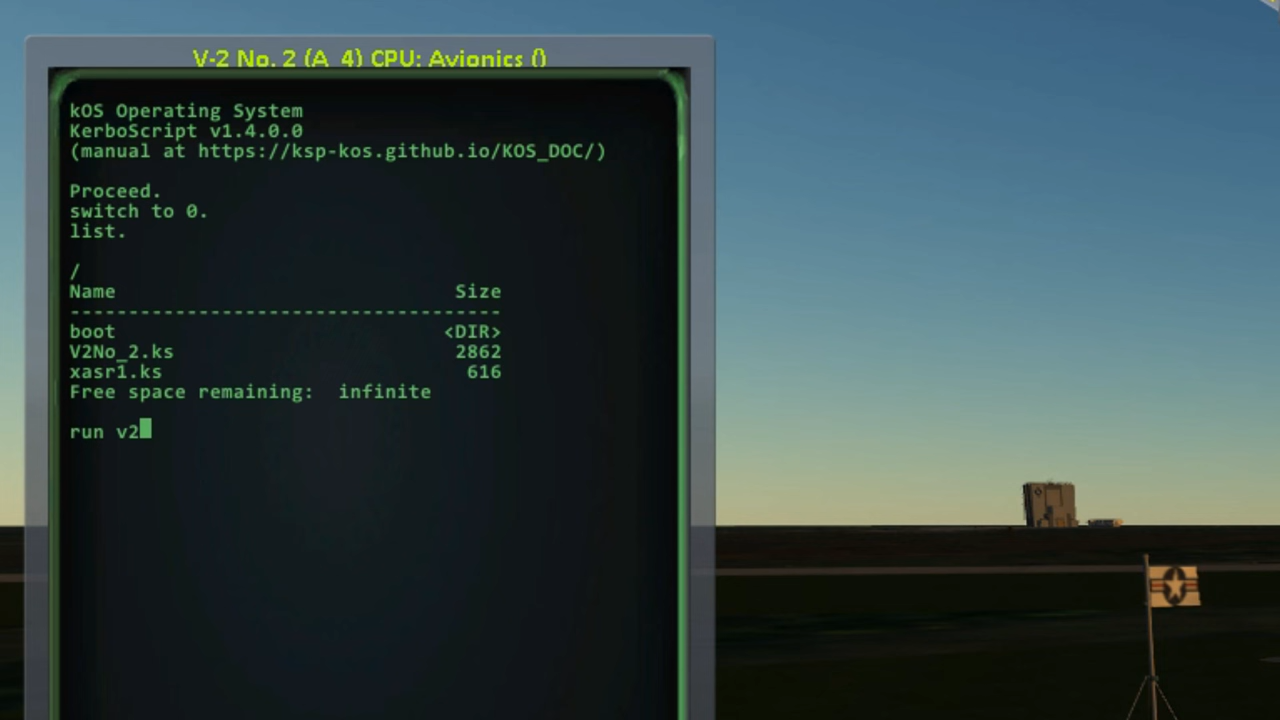 V-2 No. 2 (A_4) CPU: Avionics ()
kOS Operating System
KerboScript v1.4.0.0
(manual at https://ksp-kos.github.io/KOS_DOC/)
Proceed.
switch to 0.
list.
/
Name Size
-------------------------------------
boot <DIR>
V2No_2.ks 2862
xasr1.ks 616
Free space remaining: infinite
run v2